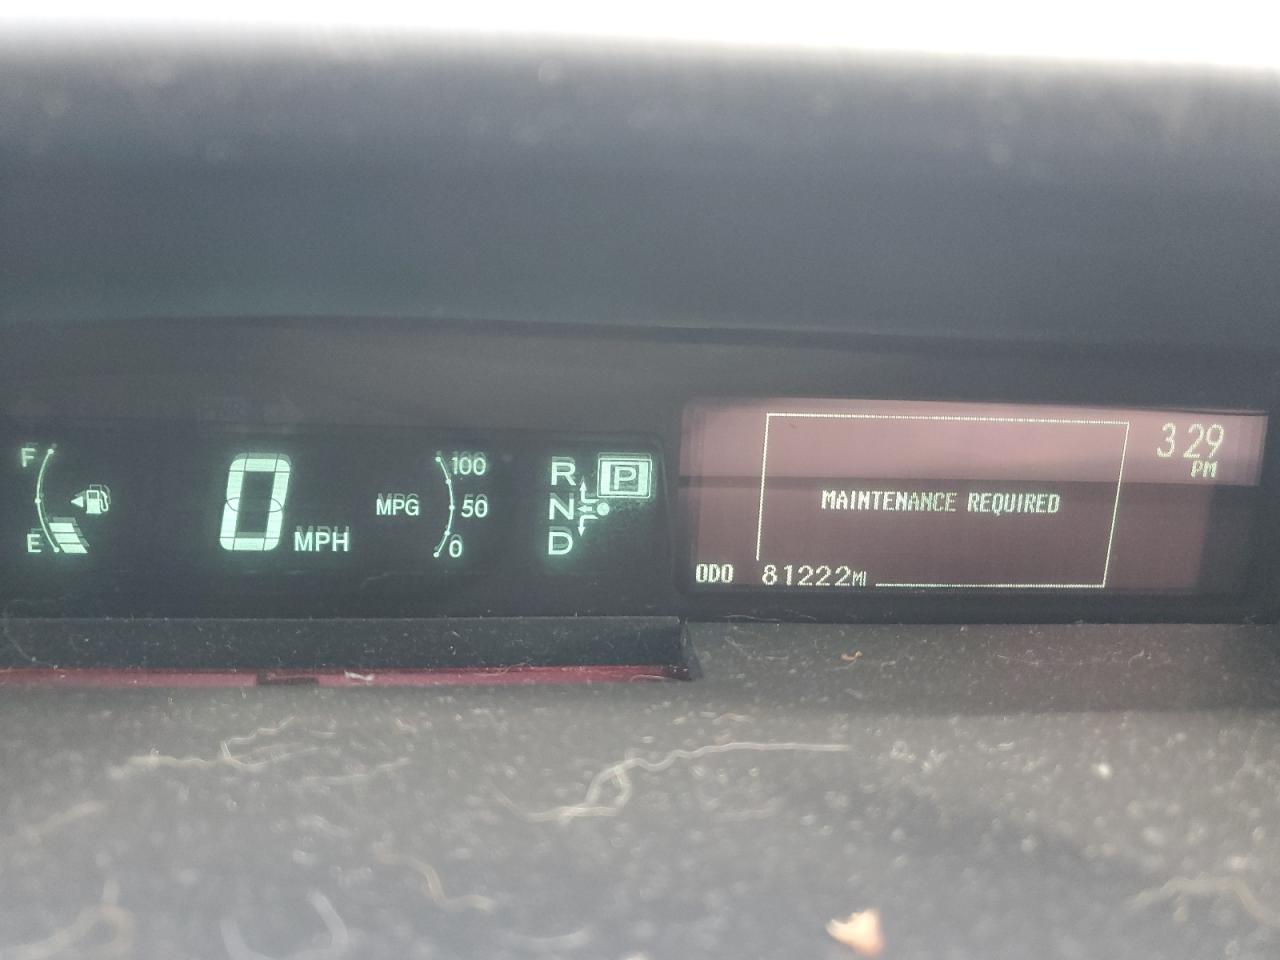 F
E
0 MPH
MPG
100
50
0
R
N
D
P
MAINTENANCE REQUIRED
3 29
PM
ODO 81222MI